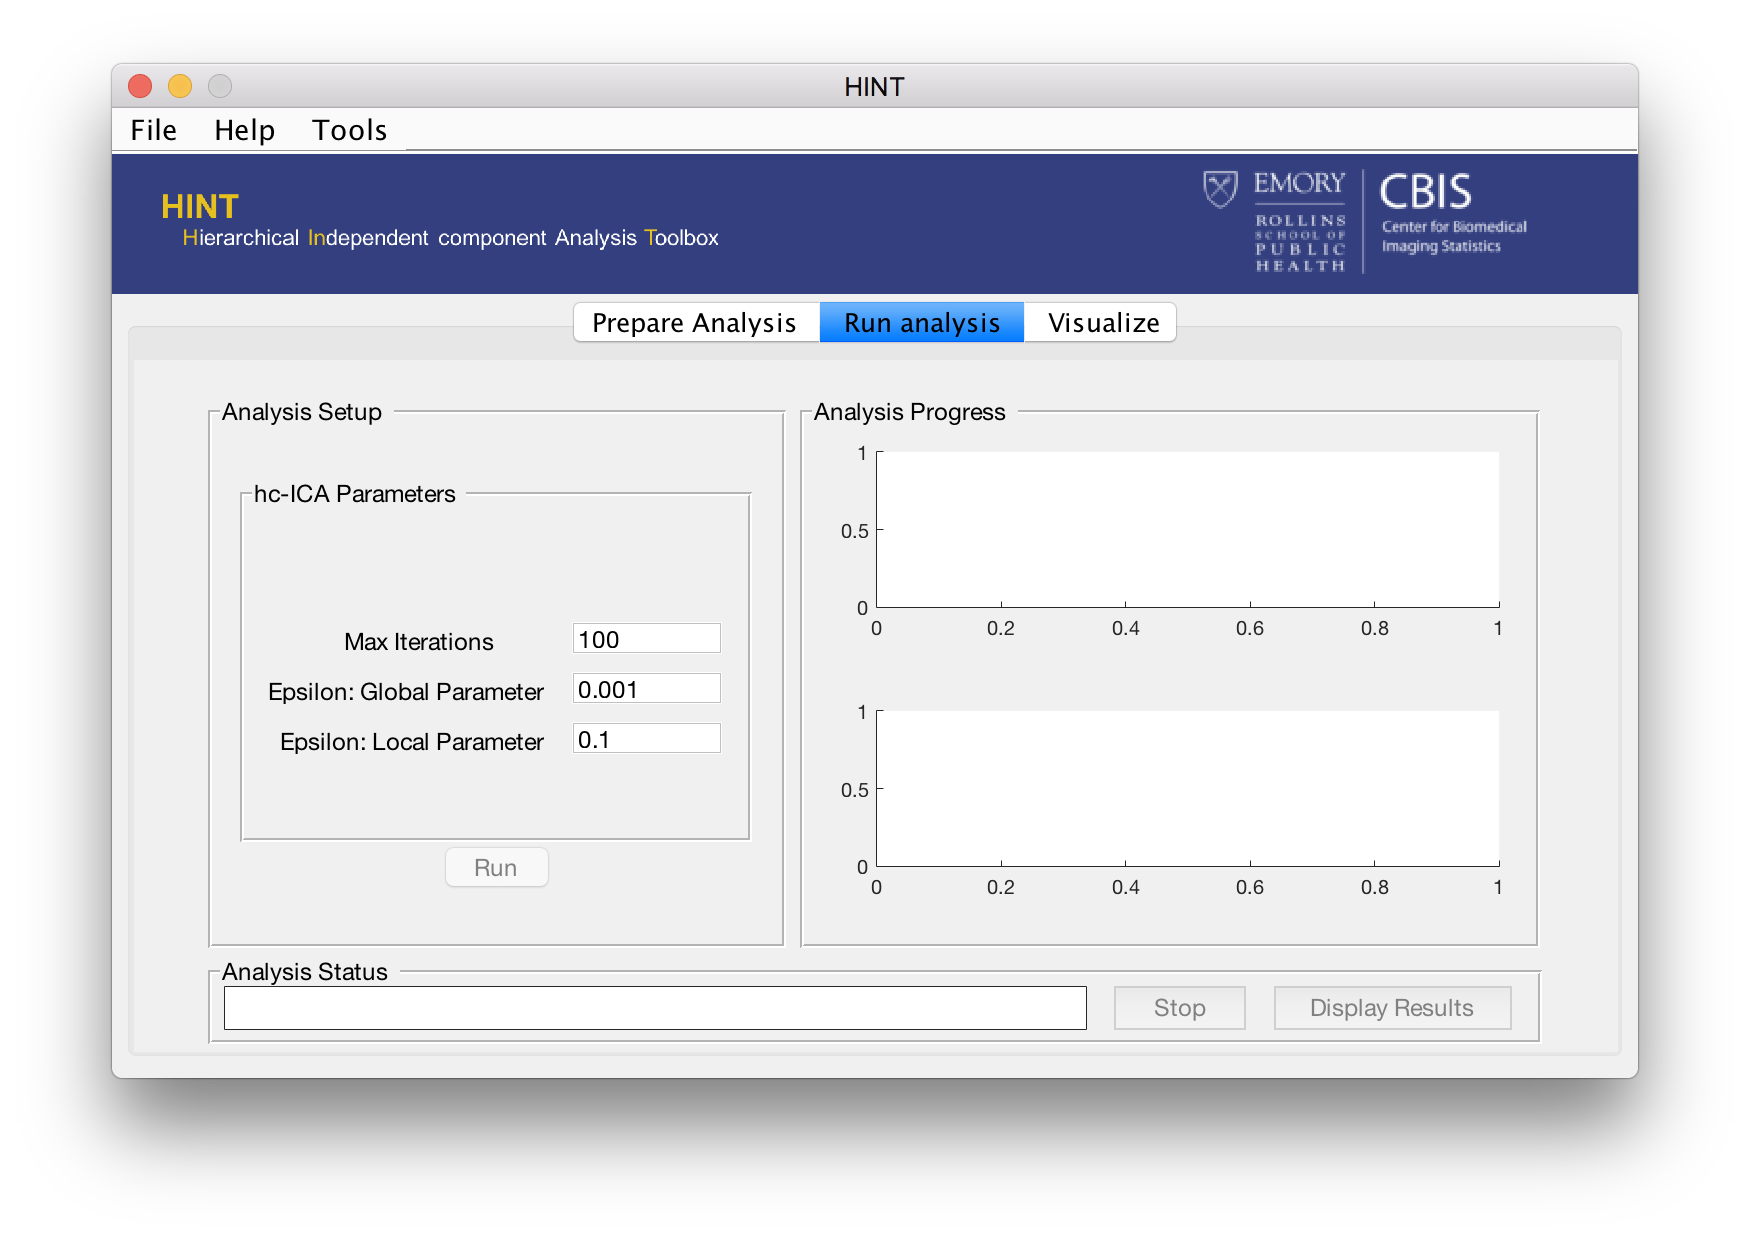 HINT
File Help Tools
HINT
Hierarchical Independent component Analysis Toolbox
EMORY
ROLLINS
SCHOOL OF
PUBLIC
HEALTH
CBIS
Center for Biomedical
Imaging Statistics
Prepare Analysis Run analysis Visualize
Analysis Setup
hc-ICA Parameters
Max Iterations 100
Epsilon: Global Parameter 0.001
Epsilon: Local Parameter 0.1
Run
Analysis Progress
1
0.5
0
0 0.2 0.4 0.6 0.8 1
1
0.5
0
0 0.2 0.4 0.6 0.8 1
Analysis Status
Stop Display Results